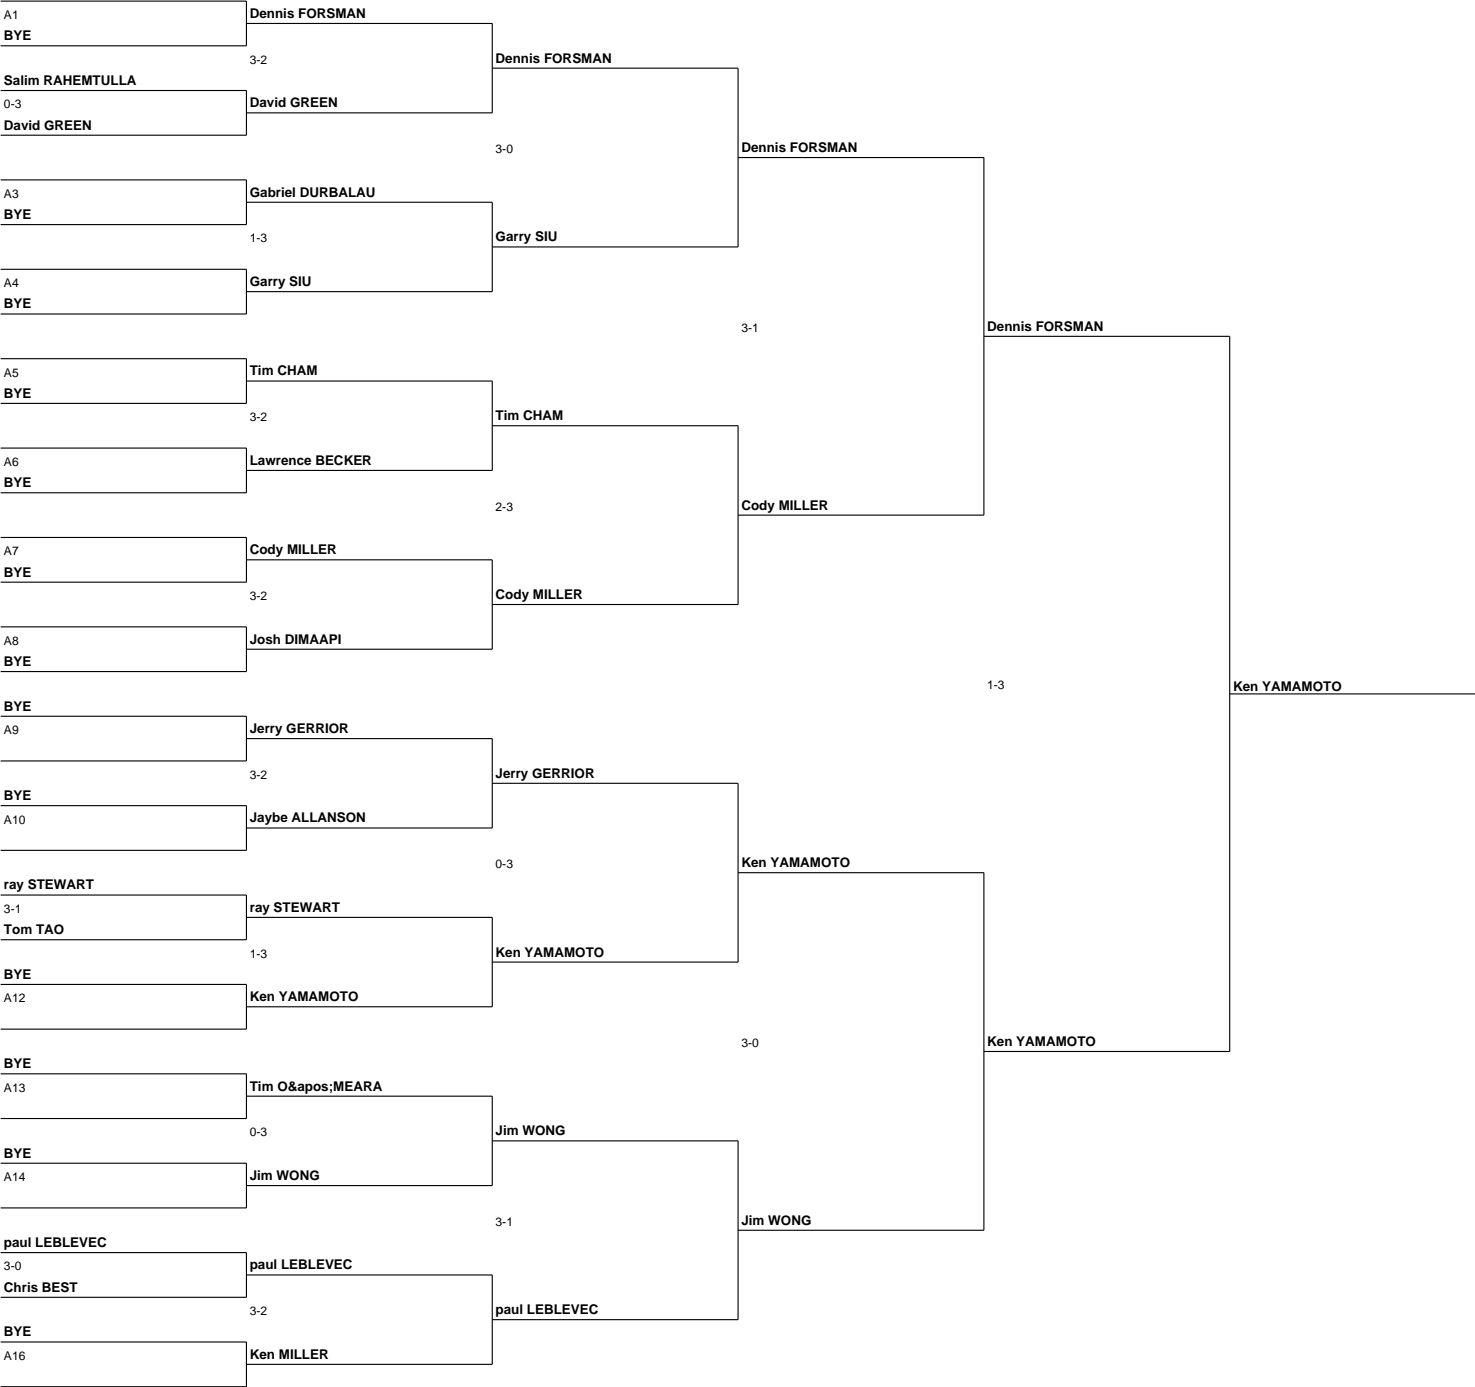 A1
BYE
Dennis FORSMAN
3-2
Salim RAHEMTULLA
0-3
David GREEN
David GREEN
Dennis FORSMAN
3-0
A3
BYE
Gabriel DURBALAU
1-3
A4
BYE
Garry SIU
Garry SIU
Dennis FORSMAN
3-1
A5
BYE
Tim CHAM
3-2
A6
BYE
Lawrence BECKER
Tim CHAM
2-3
A7
BYE
Cody MILLER
3-2
A8
BYE
Josh DIMAAPI
Cody MILLER
Cody MILLER
Dennis FORSMAN
1-3
BYE
A9
Jerry GERRIOR
3-2
BYE
A10
Jaybe ALLANSON
Jerry GERRIOR
0-3
ray STEWART
3-1
Tom TAO
ray STEWART
1-3
BYE
A12
Ken YAMAMOTO
Ken YAMAMOTO
Ken YAMAMOTO
3-0
BYE
A13
Tim O&apos;MEARA
0-3
BYE
A14
Jim WONG
Jim WONG
3-1
paul LEBLEVEC
3-0
Chris BEST
paul LEBLEVEC
3-2
BYE
A16
Ken MILLER
paul LEBLEVEC
Jim WONG
Ken YAMAMOTO
Ken YAMAMOTO